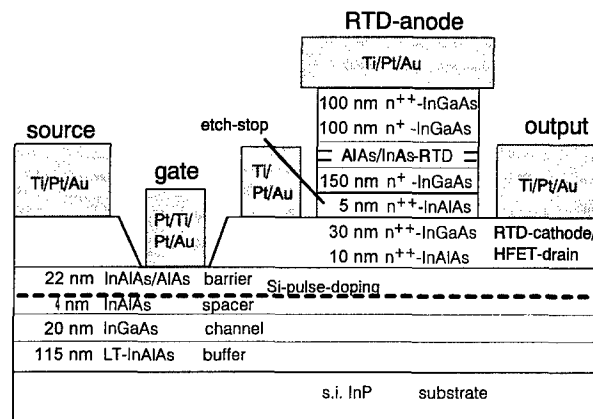 RTD-anode
Ti/Pt/Au
100 nm n++-InGaAs
100 nm n+-InGaAs
etch-stop
AlAs/InAs-RTD
150 nm n+-InGaAs
5 nm n++-InAlAs
source
Ti/Pt/Au
gate
Pt/Ti/
Pt/Au
Ti/
Pt/Au
output
Ti/Pt/Au
30 nm n++-InGaAs
10 nm n++-InAlAs
RTD-cathode/
HFET-drain
22 nm InAlAs/AlAs barrier
Si-pulse-doping
nm InAlAs spacer
20 nm InGaAs channel
115 nm LT-InAlAs buffer
s.i. InP substrate